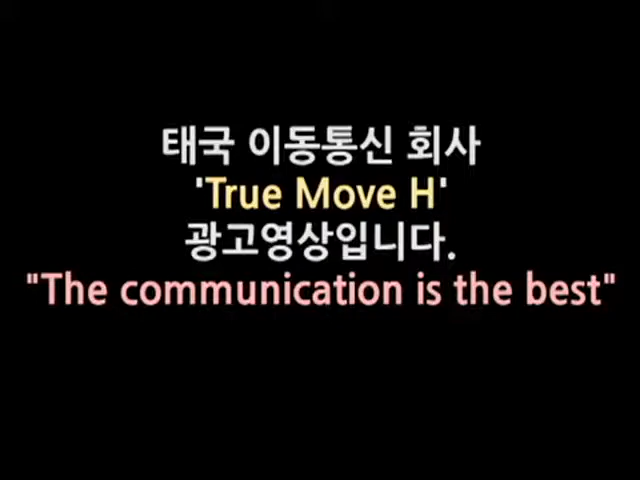 태국 이동통신 회사
'True Move H'
광고영상입니다.
"The communication is the best"